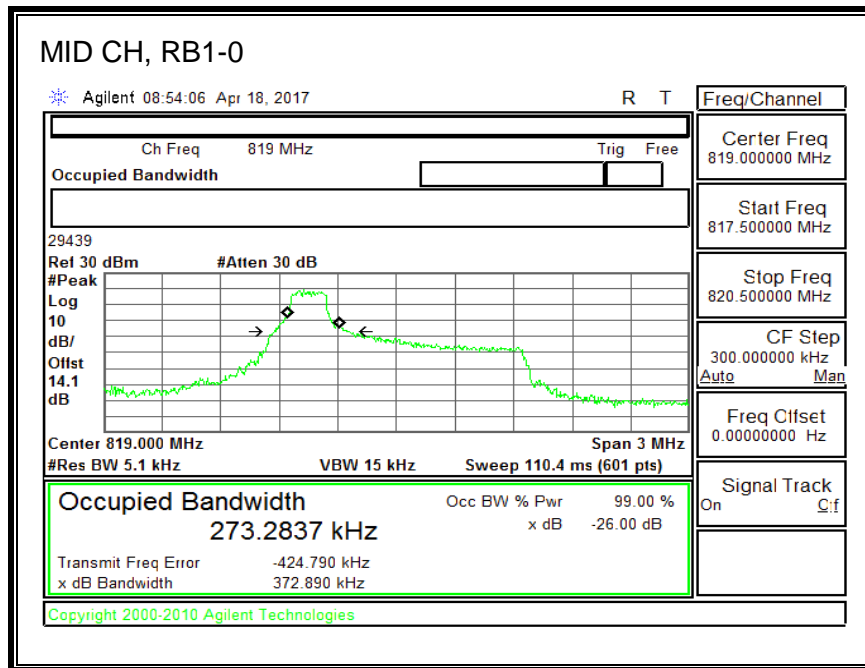 MID CH, RB1-0
Agilent 08:54:06 Apr 18, 2017 R T
Freq/Channel
Ch Freq 819 MHz Trig Free
Occupied Bandwidth
Center Freq
819.000000 MHz
Start Freq
817.500000 MHz
Stop Freq
820.500000 MHz
CF Step
300.000000 kHz
Auto Man
Freq Offset
0.00000000 Hz
Signal Track
On Off
29439
Ref 30 dBm #Atten 30 dB
#Peak
Log
10
dB/
Offst
14.1
dB
Center 819.000 MHz Span 3 MHz
#Res BW 5.1 kHz VBW 15 kHz Sweep 110.4 ms (601 pts)
Occupied Bandwidth
273.2837 kHz
Occ BW % Pwr 99.00 %
x dB -26.00 dB
Transmit Freq Error -424.790 kHz
x dB Bandwidth 372.890 kHz
Copyright 2000-2010 Agilent Technologies